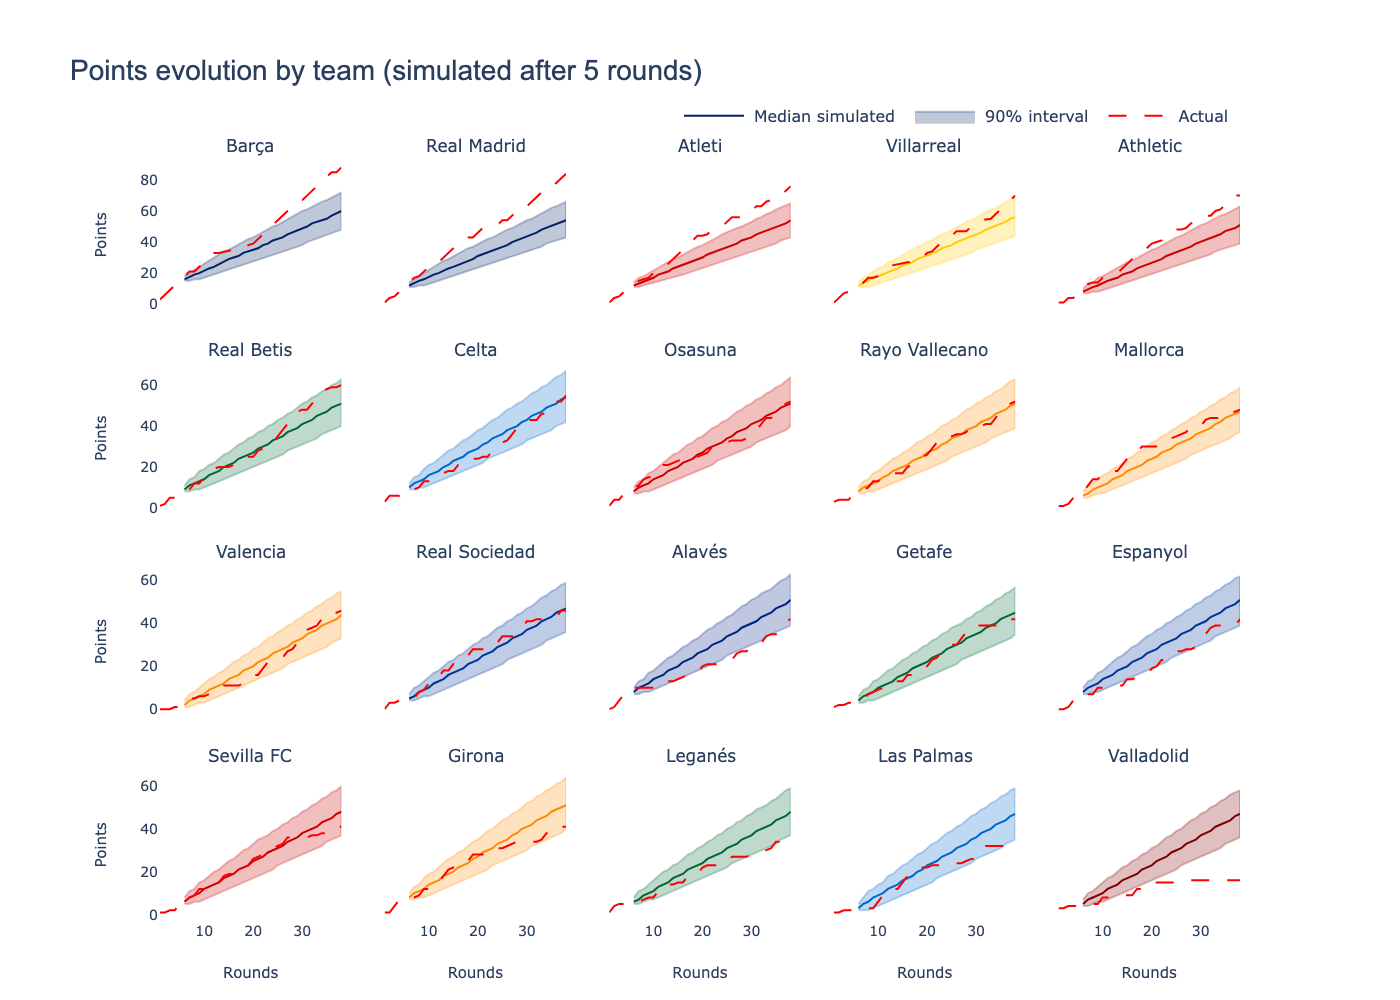 Points evolution by team (simulated after 5 rounds)
Median simulated 90% interval Actual
Barça Real Madrid Atleti Villarreal Athletic
80
60
40
20
0
Points
Real Betis Celta Osasuna Rayo Vallecano Mallorca
60
40
20
0
Points
Valencia Real Sociedad Alavés Getafe Espanyol
60
40
20
0
Points
Sevilla FC Girona Leganés Las Palmas Valladolid
60
40
20
0
Points
10 20 30 10 20 30 10 20 30 10 20 30 10 20 30
Rounds Rounds Rounds Rounds Rounds